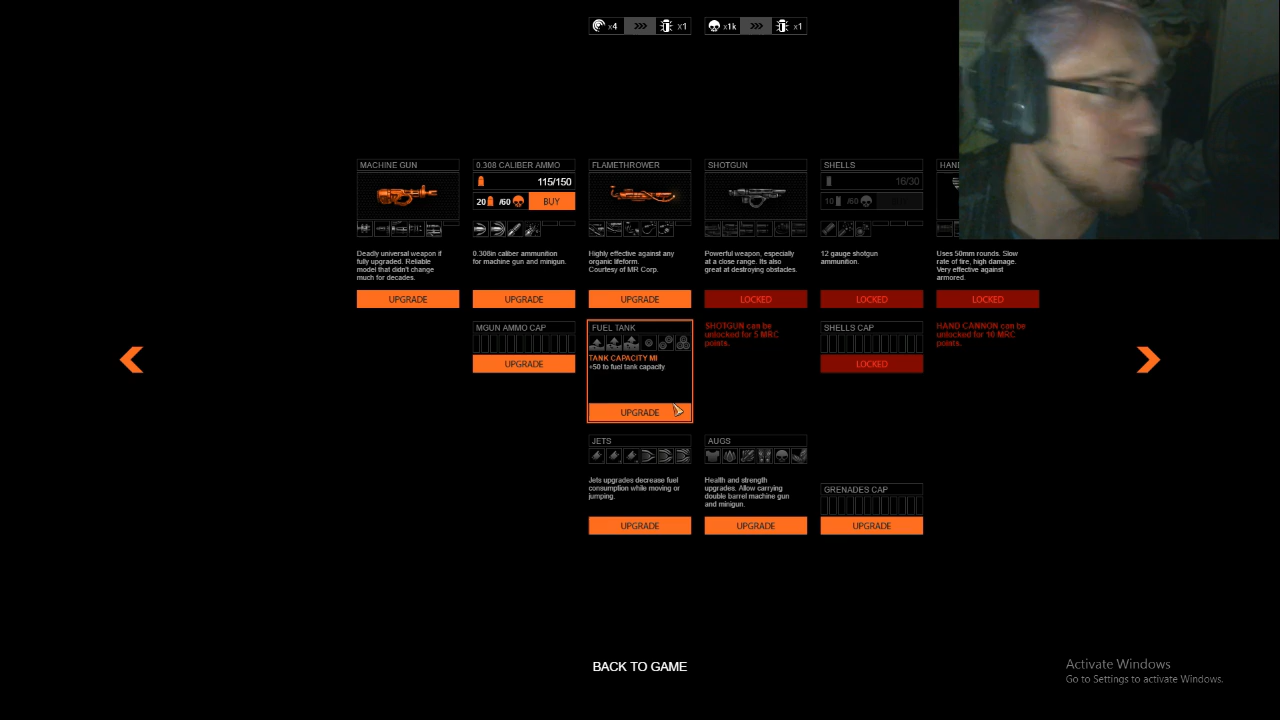 x4 >>> x1 x1k >>> x1
MACHINE GUN
Deadly universal weapon if
fully upgraded. Reliable
model that didn't change
much for decades.
UPGRADE
0.308 CALIBER AMMO
115/150
20 /60 BUY
0.308in caliber ammunition
for machine gun and minigun.
UPGRADE
FLAMETHROWER
Highly effective against any
organic lifeform.
Courtesy of MR Corp.
UPGRADE
SHOTGUN
Powerful weapon, especially
at a close range. Its also
great at destroying obstacles.
LOCKED
SHELLS
16/30
10 /60
12 gauge shotgun
ammunition.
LOCKED
HAND
Uses 50mm rounds. Slow
rate of fire, high damage.
Very effective against
armored.
LOCKED
MGUN AMMO CAP
UPGRADE
FUEL TANK
TANK CAPACITY MI
+50 to fuel tank capacity
UPGRADE
SHOTGUN can be
unlocked for 5 MRC
points.
SHELLS CAP
LOCKED
HAND CANNON can be
unlocked for 10 MRC
points.
JETS
Jets upgrades decrease fuel
consumption while moving or
jumping.
UPGRADE
AUGS
Health and strength
upgrades. Allow carrying
double barrel machine gun
and minigun.
UPGRADE
GRENADES CAP
UPGRADE
BACK TO GAME
Activate Windows
Go to Settings to activate Windows.